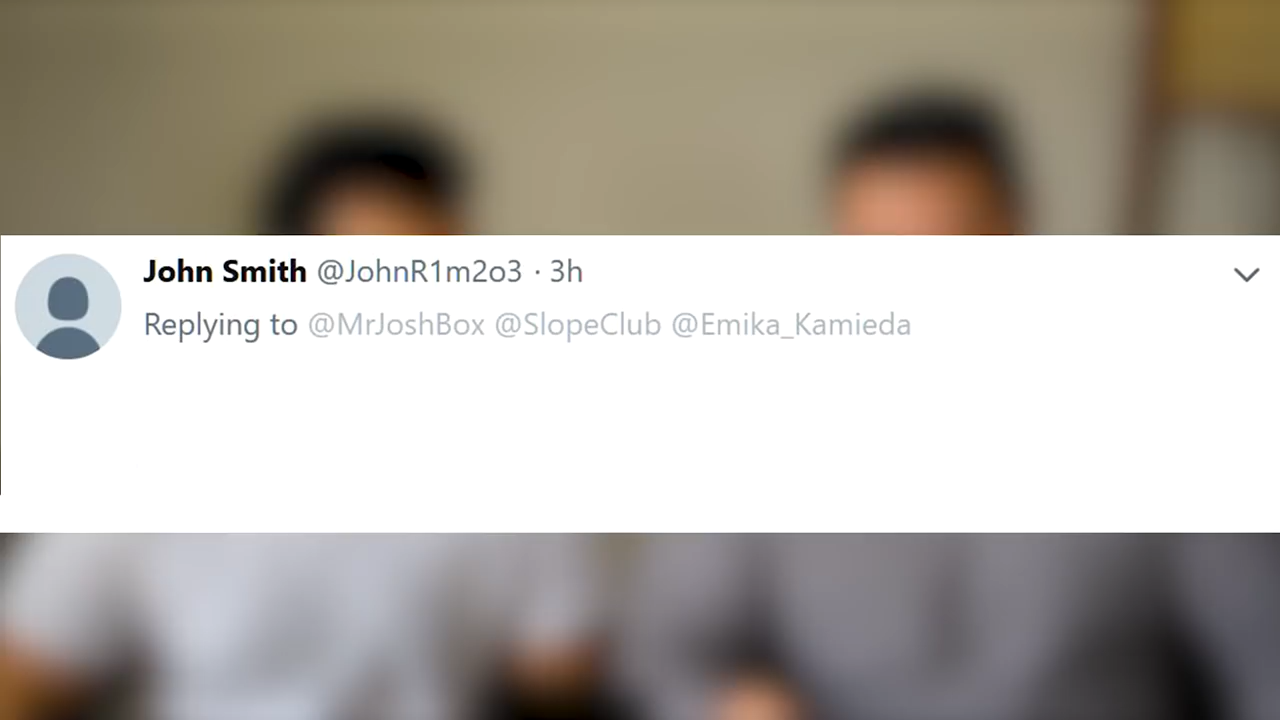 John Smith @JohnR1m2o3 · 3h
Replying to @MrJoshBox @SlopeClub @Emika_Kamieda